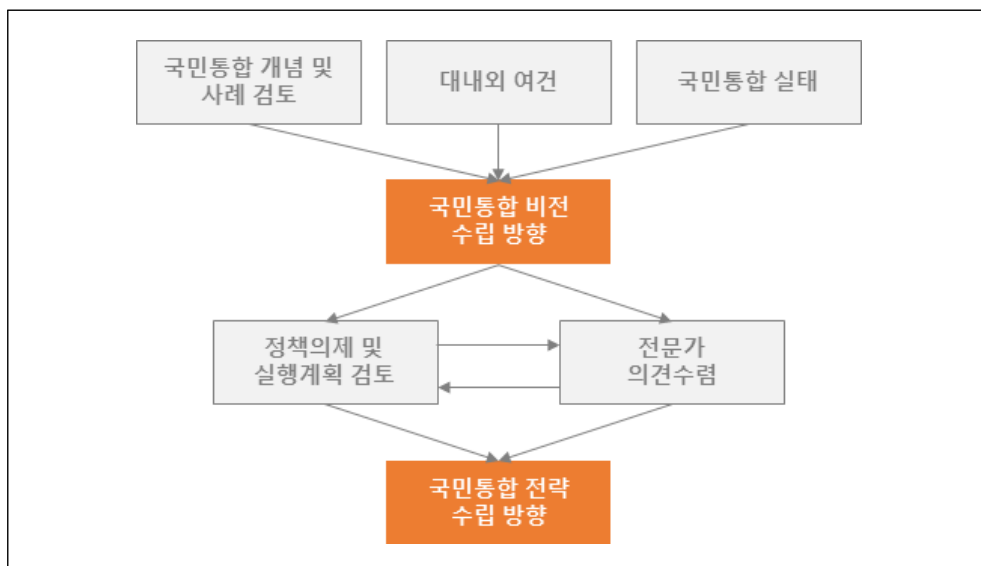 국민통합 개념 및
사례 검토
대내외 여건
국민통합 실태
국민통합 비전
수립 방향
정책의제 및
실행계획 검토
전문가
의견수렴
국민통합 전략
수립 방향